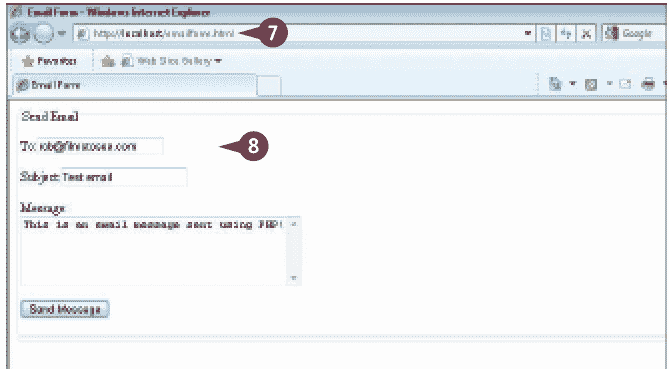 Email Form - Windows Internet Explorer
http://localhost/emailform.html
7
Google
Favorites
Web Slice Gallery
Email Form
Send Email
To: rob@filmstosee.com
8
Subject: Test email
Message:
This is an email message sent using PHP!
Send Message